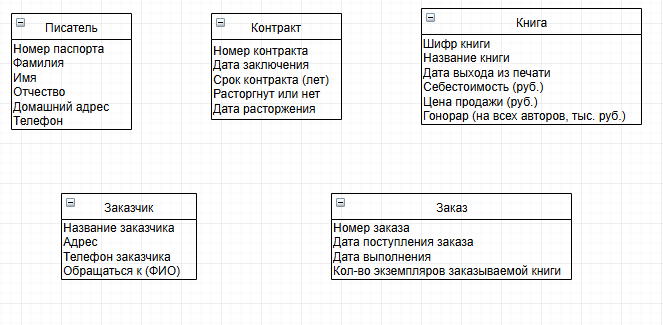 Писатель
Номер паспорта
Фамилия
Имя
Отчество
Домашний адрес
Телефон
Контракт
Номер контракта
Дата заключения
Срок контракта (лет)
Расторгнут или нет
Дата расторжения
Книга
Шифр книги
Название книги
Дата выхода из печати
Себестоимость (руб.)
Цена продажи (руб.)
Гонорар (на всех авторов, тыс. руб.)
Заказчик
Название заказчика
Адрес
Телефон заказчика
Обращаться к (ФИО)
Заказ
Номер заказа
Дата поступления заказа
Дата выполнения
Кол-во экземпляров заказываемой книги